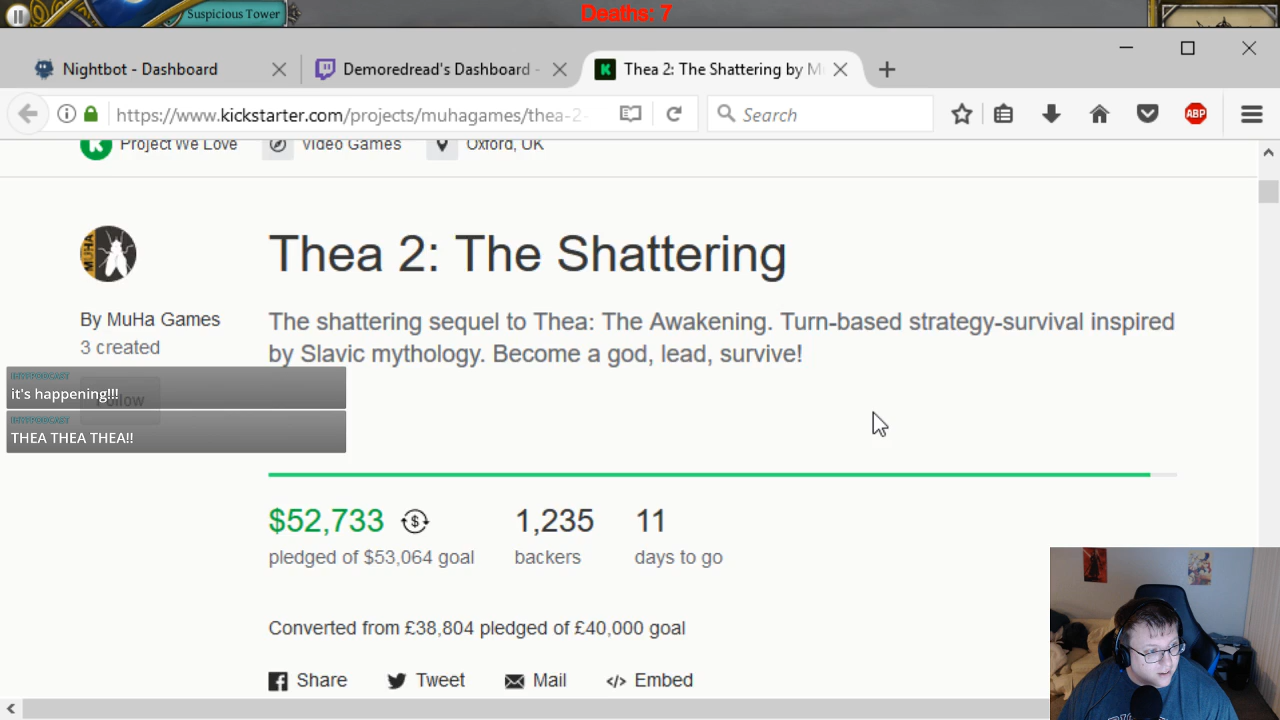 Suspicious Tower
Deaths: 7
Nightbot - Dashboard
Demoredread's Dashboard -
Thea 2: The Shattering by M
https://www.kickstarter.com/projects/muhagames/thea-2-
Search
ABP
Project We Love
Video Games
Oxford, UK
MUHA
Thea 2: The Shattering
The shattering sequel to Thea: The Awakening. Turn-based strategy-survival inspired
by Slavic mythology. Become a god, lead, survive!
By MuHa Games
3 created
Follow
it's happening!!!
THEA THEA THEA!!
$52,733
pledged of $53,064 goal
1,235
backers
11
days to go
Converted from £38,804 pledged of £40,000 goal
Share
Tweet
Mail
Embed